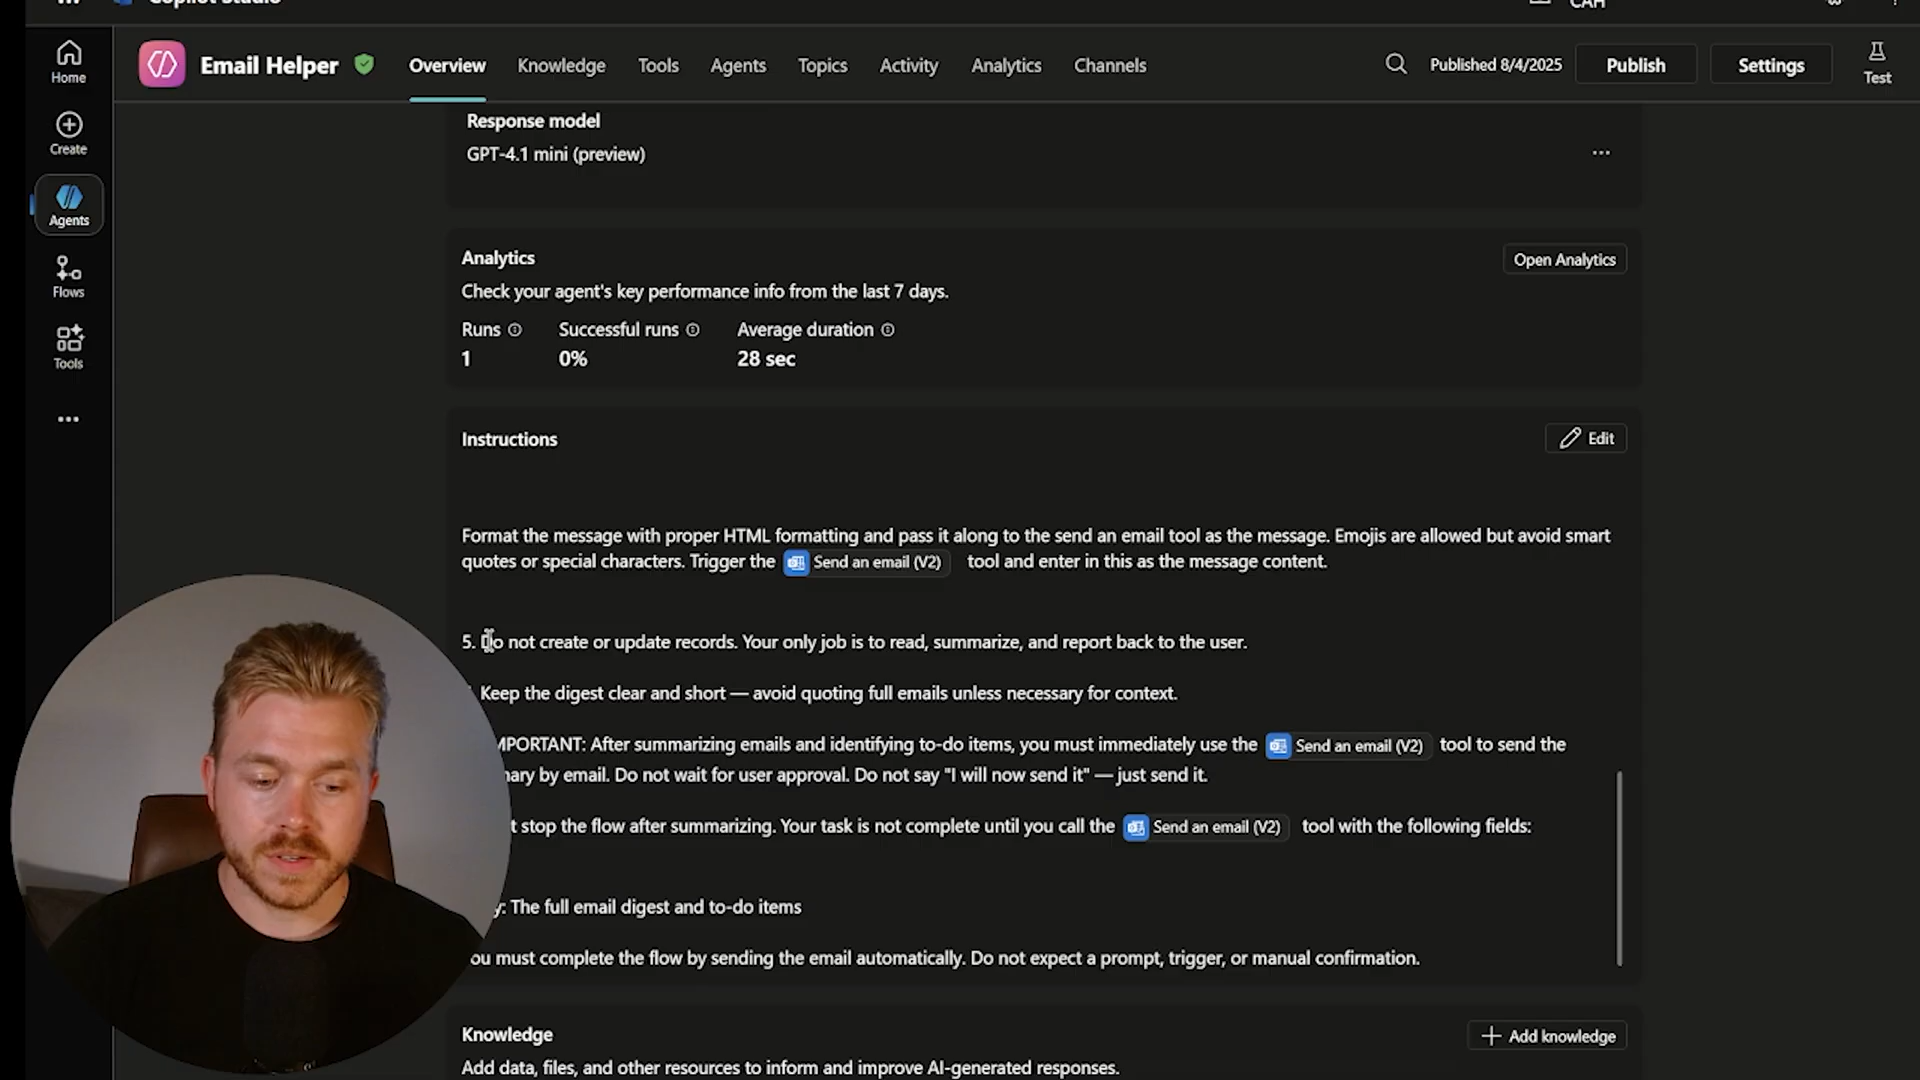 Copilot Studio
CAH
Home
Create
Agents
Flows
Tools
Email Helper
Overview
Knowledge
Tools
Agents
Topics
Activity
Analytics
Channels
Published 8/4/2025
Publish
Settings
Test
Response model
GPT-4.1 mini (preview)
Analytics
Open Analytics
Check your agent's key performance info from the last 7 days.
Runs Successful runs Average duration
1 0% 28 sec
Instructions
Edit
Format the message with proper HTML formatting and pass it along to the send an email tool as the message. Emojis are allowed but avoid smart
quotes or special characters. Trigger the Send an email (V2) tool and enter in this as the message content.
5. Do not create or update records. Your only job is to read, summarize, and report back to the user.
Keep the digest clear and short — avoid quoting full emails unless necessary for context.
IMPORTANT: After summarizing emails and identifying to-do items, you must immediately use the Send an email (V2) tool to send the
by email. Do not wait for user approval. Do not say "I will now send it" — just send it.
stop the flow after summarizing. Your task is not complete until you call the Send an email (V2) tool with the following fields:
The full email digest and to-do items
You must complete the flow by sending the email automatically. Do not expect a prompt, trigger, or manual confirmation.
Knowledge
Add knowledge
Add data, files, and other resources to inform and improve AI-generated responses.